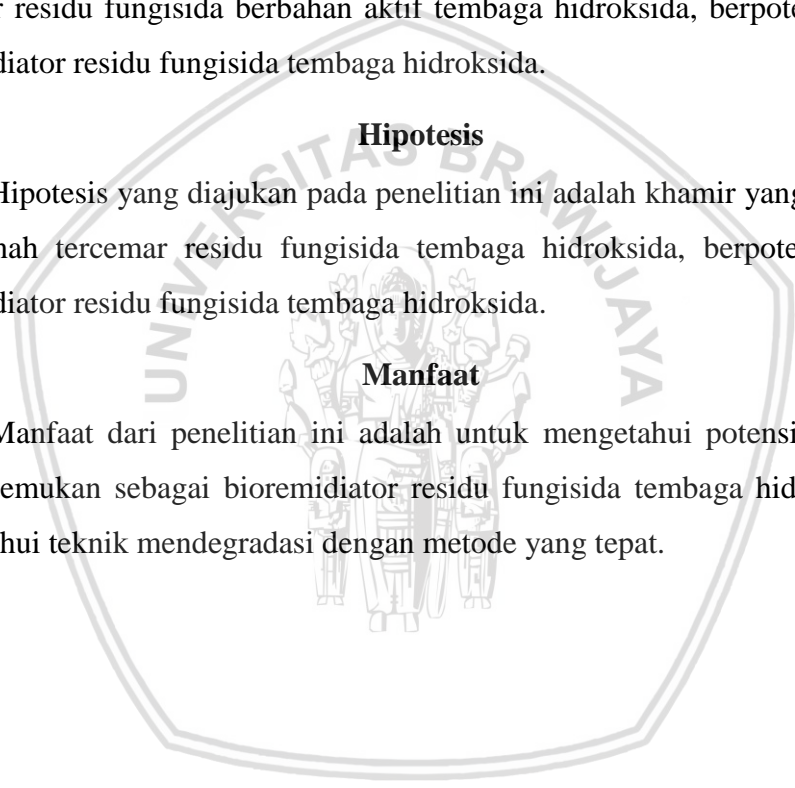 r residu fungisida berbahan aktif tembaga hidroksida, berpote
diator residu fungisida tembaga hidroksida.
Hipotesis
Hipotesis yang diajukan pada penelitian ini adalah khamir yang
nah tercemar residu fungisida tembaga hidroksida, berpote
diator residu fungisida tembaga hidroksida.
Manfaat
Manfaat dari penelitian ini adalah untuk mengetahui potensi
emukan sebagai bioremidiator residu fungisida tembaga hid
hui teknik mendegradasi dengan metode yang tepat.
UNIVERSITAS BRAWIJAYA